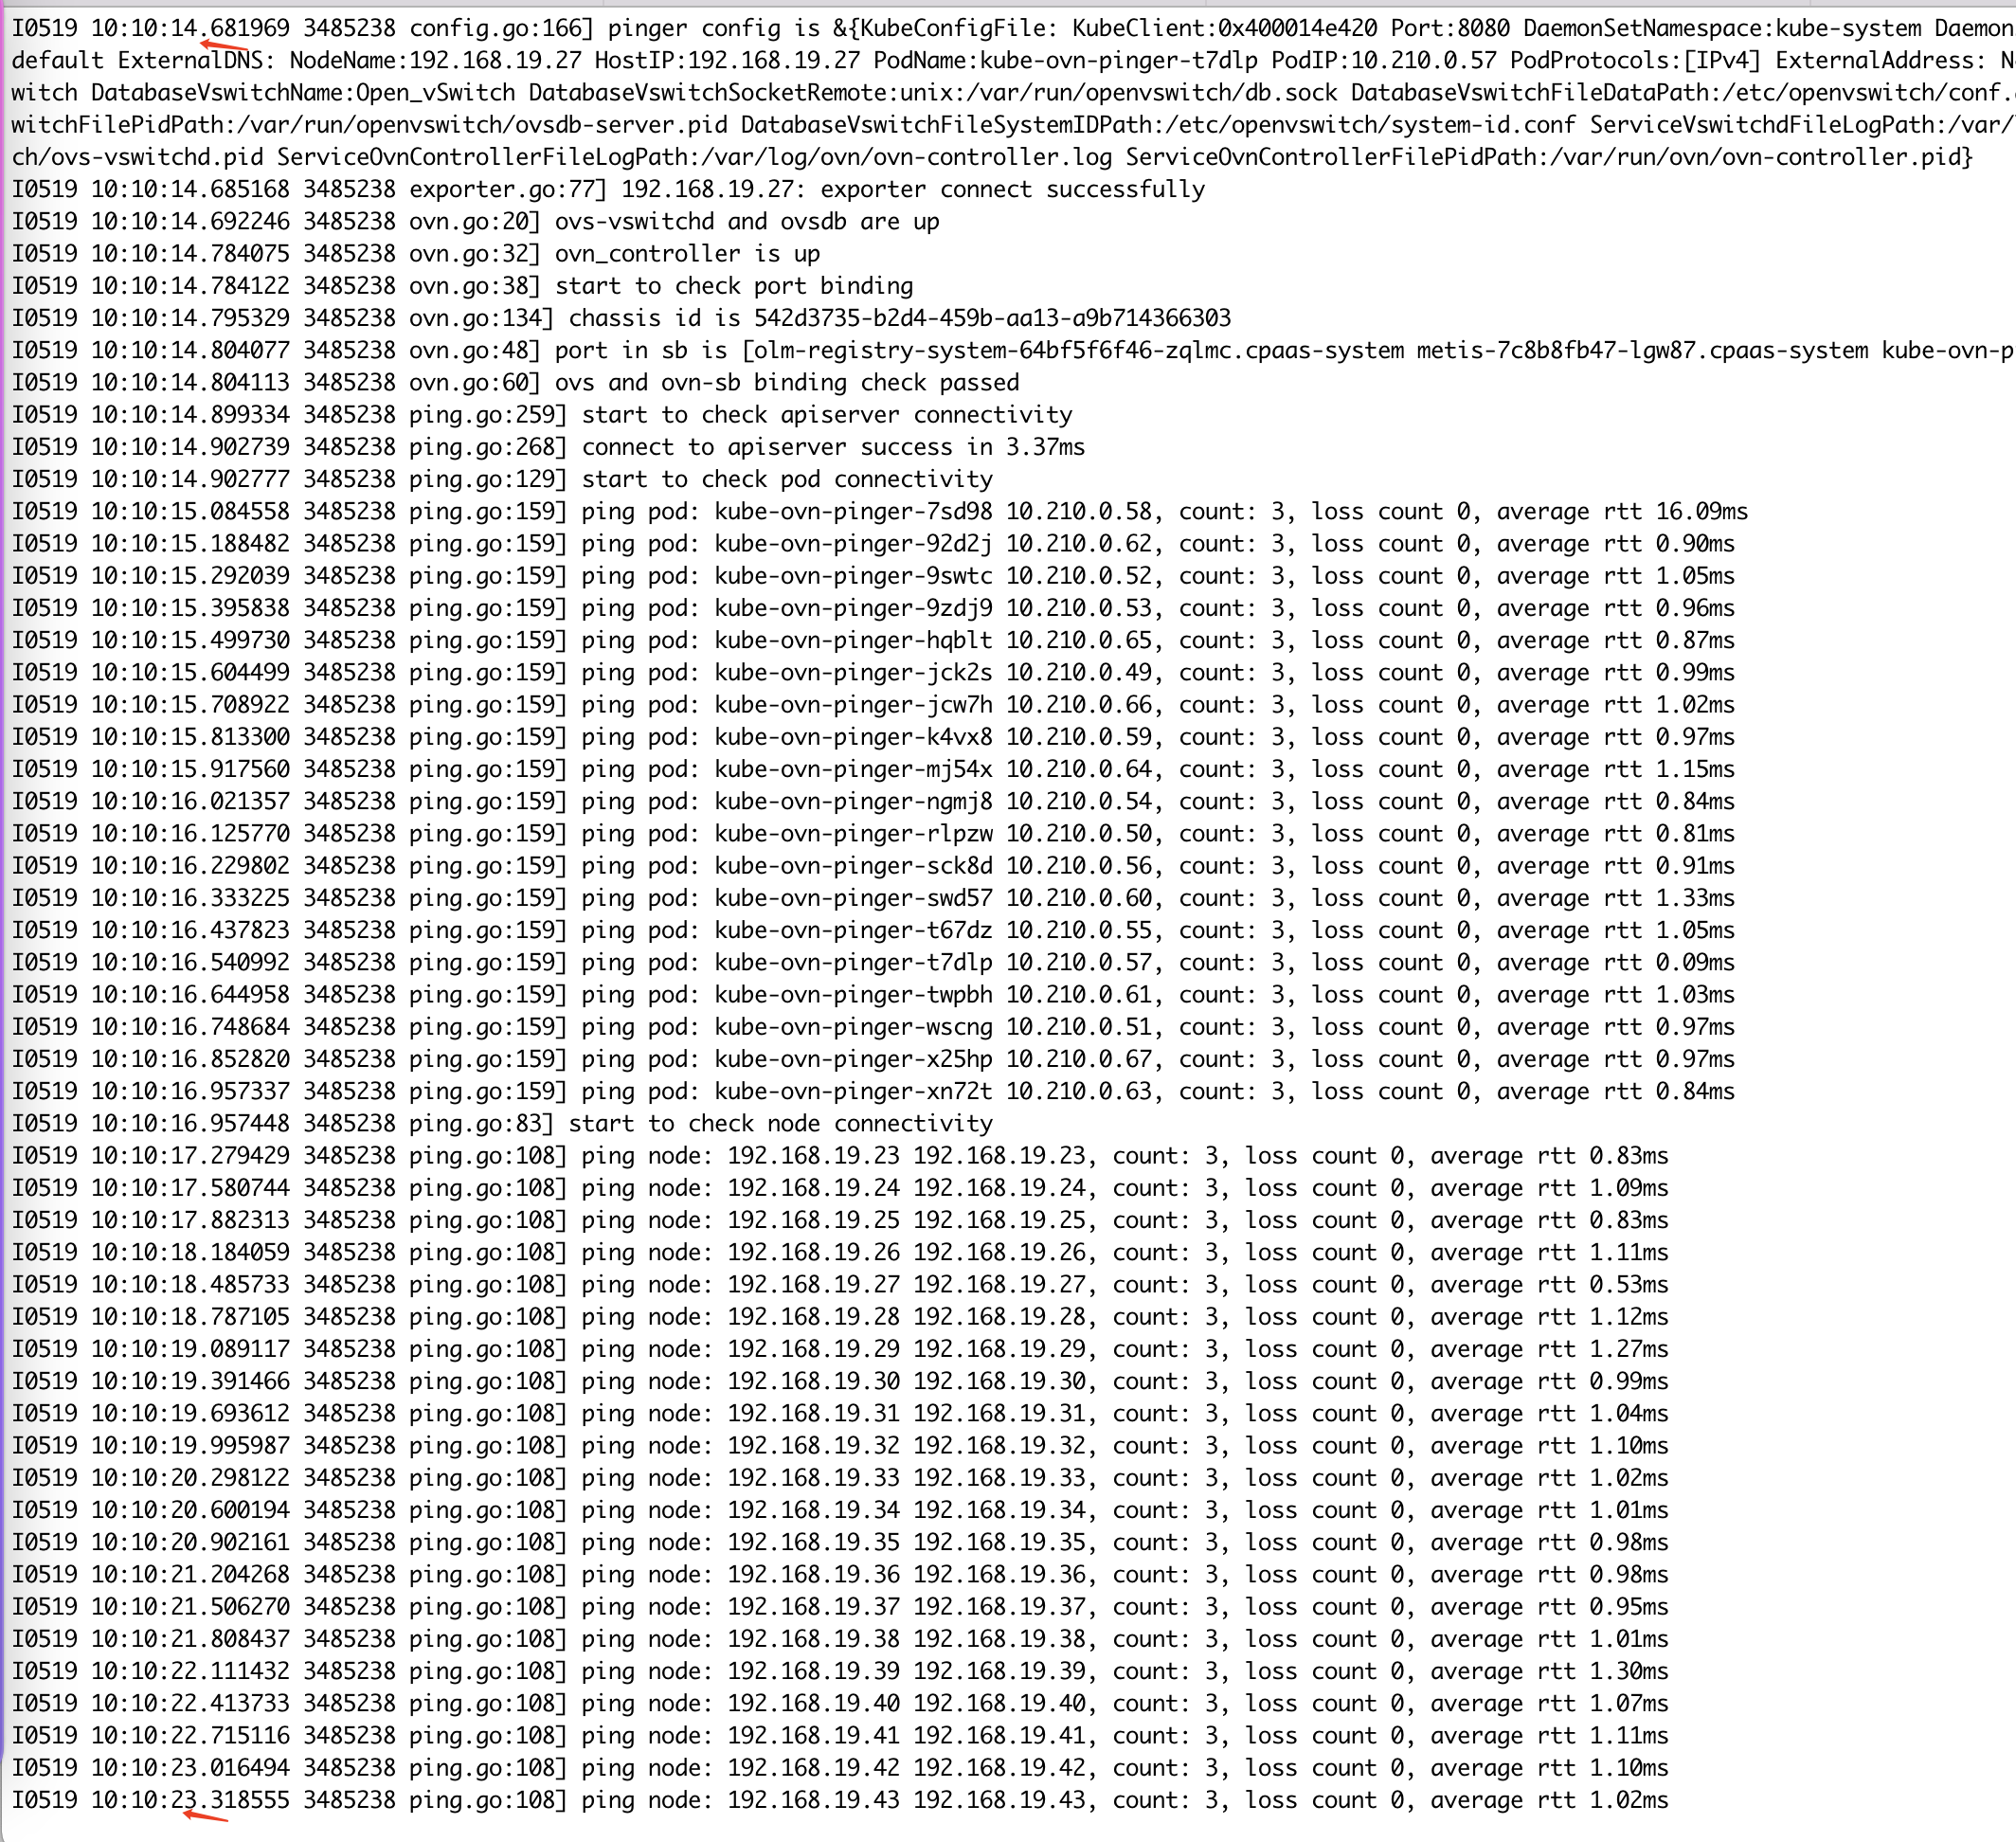 I0519 10:10:14.681969 3485238 config.go:166] pinger config is &{KubeConfigFile: KubeClient:0x400014e420 Port:8080 DaemonSetNamespace:kube-system Daemon
default ExternalDNS: NodeName:192.168.19.27 HostIP:192.168.19.27 PodName:kube-ovn-pinger-t7dlp PodIP:10.210.0.57 PodProtocols:[IPv4] ExternalAddress:
witch DatabaseVswitchName:Open_vSwitch DatabaseVswitchSocketRemote:unix:/var/run/openvswitch/db.sock DatabaseVswitchFileDataPath:/etc/openvswitch/conf.
witchFilePidPath:/var/run/openvswitch/ovsdb-server.pid DatabaseVswitchFileSystemIDPath:/etc/openvswitch/system-id.conf ServiceVswitchdFileLogPath:/var/
ch/ovs-vswitchd.pid ServiceOvnControllerFileLogPath:/var/log/ovn/ovn-controller.log ServiceOvnControllerFilePidPath:/var/run/ovn/ovn-controller.pid}
I0519 10:10:14.685168 3485238 exporter.go:77] 192.168.19.27: exporter connect successfully
I0519 10:10:14.692246 3485238 ovn.go:20] ovs-vswitchd and ovsdb are up
I0519 10:10:14.784075 3485238 ovn.go:32] ovn_controller is up
I0519 10:10:14.784122 3485238 ovn.go:38] start to check port binding
I0519 10:10:14.795329 3485238 ovn.go:134] chassis id is 542d3735-b2d4-459b-aa13-a9b714366303
I0519 10:10:14.804077 3485238 ovn.go:48] port in sb is [olm-registry-system-64bf5f6f46-zqlmc.cpaas-system metis-7c8b8fb47-lgw87.cpaas-system kube-ovn-p
I0519 10:10:14.804113 3485238 ovn.go:60] ovs and ovn-sb binding check passed
I0519 10:10:14.899334 3485238 ping.go:259] start to check apiserver connectivity
I0519 10:10:14.902739 3485238 ping.go:268] connect to apiserver success in 3.37ms
I0519 10:10:14.902777 3485238 ping.go:129] start to check pod connectivity
I0519 10:10:15.084558 3485238 ping.go:159] ping pod: kube-ovn-pinger-7sd98 10.210.0.58, count: 3, loss count 0, average rtt 16.09ms
I0519 10:10:15.188482 3485238 ping.go:159] ping pod: kube-ovn-pinger-92d2j 10.210.0.62, count: 3, loss count 0, average rtt 0.90ms
I0519 10:10:15.292039 3485238 ping.go:159] ping pod: kube-ovn-pinger-9swtc 10.210.0.52, count: 3, loss count 0, average rtt 1.05ms
I0519 10:10:15.395838 3485238 ping.go:159] ping pod: kube-ovn-pinger-9zdj9 10.210.0.53, count: 3, loss count 0, average rtt 0.96ms
I0519 10:10:15.499730 3485238 ping.go:159] ping pod: kube-ovn-pinger-hqblt 10.210.0.65, count: 3, loss count 0, average rtt 0.87ms
I0519 10:10:15.604499 3485238 ping.go:159] ping pod: kube-ovn-pinger-jck2s 10.210.0.49, count: 3, loss count 0, average rtt 0.99ms
I0519 10:10:15.708922 3485238 ping.go:159] ping pod: kube-ovn-pinger-jcw7h 10.210.0.66, count: 3, loss count 0, average rtt 1.02ms
I0519 10:10:15.813300 3485238 ping.go:159] ping pod: kube-ovn-pinger-k4vx8 10.210.0.59, count: 3, loss count 0, average rtt 0.97ms
I0519 10:10:15.917560 3485238 ping.go:159] ping pod: kube-ovn-pinger-mj54x 10.210.0.64, count: 3, loss count 0, average rtt 1.15ms
I0519 10:10:16.021357 3485238 ping.go:159] ping pod: kube-ovn-pinger-ngmj8 10.210.0.54, count: 3, loss count 0, average rtt 0.84ms
I0519 10:10:16.125770 3485238 ping.go:159] ping pod: kube-ovn-pinger-rlpzw 10.210.0.50, count: 3, loss count 0, average rtt 0.81ms
I0519 10:10:16.229802 3485238 ping.go:159] ping pod: kube-ovn-pinger-sck8d 10.210.0.56, count: 3, loss count 0, average rtt 0.91ms
I0519 10:10:16.333225 3485238 ping.go:159] ping pod: kube-ovn-pinger-swd57 10.210.0.60, count: 3, loss count 0, average rtt 1.33ms
I0519 10:10:16.437823 3485238 ping.go:159] ping pod: kube-ovn-pinger-t67dz 10.210.0.55, count: 3, loss count 0, average rtt 1.05ms
I0519 10:10:16.540992 3485238 ping.go:159] ping pod: kube-ovn-pinger-t7dlp 10.210.0.57, count: 3, loss count 0, average rtt 0.09ms
I0519 10:10:16.644958 3485238 ping.go:159] ping pod: kube-ovn-pinger-twpbh 10.210.0.61, count: 3, loss count 0, average rtt 1.03ms
I0519 10:10:16.748684 3485238 ping.go:159] ping pod: kube-ovn-pinger-wscng 10.210.0.51, count: 3, loss count 0, average rtt 0.97ms
I0519 10:10:16.852820 3485238 ping.go:159] ping pod: kube-ovn-pinger-x25hp 10.210.0.67, count: 3, loss count 0, average rtt 0.97ms
I0519 10:10:16.957337 3485238 ping.go:159] ping pod: kube-ovn-pinger-xn72t 10.210.0.63, count: 3, loss count 0, average rtt 0.84ms
I0519 10:10:16.957448 3485238 ping.go:83] start to check node connectivity
I0519 10:10:17.279429 3485238 ping.go:108] ping node: 192.168.19.23 192.168.19.23, count: 3, loss count 0, average rtt 0.83ms
I0519 10:10:17.580744 3485238 ping.go:108] ping node: 192.168.19.24 192.168.19.24, count: 3, loss count 0, average rtt 1.09ms
I0519 10:10:17.882313 3485238 ping.go:108] ping node: 192.168.19.25 192.168.19.25, count: 3, loss count 0, average rtt 0.83ms
I0519 10:10:18.184059 3485238 ping.go:108] ping node: 192.168.19.26 192.168.19.26, count: 3, loss count 0, average rtt 1.11ms
I0519 10:10:18.485733 3485238 ping.go:108] ping node: 192.168.19.27 192.168.19.27, count: 3, loss count 0, average rtt 0.53ms
I0519 10:10:18.787105 3485238 ping.go:108] ping node: 192.168.19.28 192.168.19.28, count: 3, loss count 0, average rtt 1.12ms
I0519 10:10:19.089117 3485238 ping.go:108] ping node: 192.168.19.29 192.168.19.29, count: 3, loss count 0, average rtt 1.27ms
I0519 10:10:19.391466 3485238 ping.go:108] ping node: 192.168.19.30 192.168.19.30, count: 3, loss count 0, average rtt 0.99ms
I0519 10:10:19.693612 3485238 ping.go:108] ping node: 192.168.19.31 192.168.19.31, count: 3, loss count 0, average rtt 1.04ms
I0519 10:10:19.995987 3485238 ping.go:108] ping node: 192.168.19.32 192.168.19.32, count: 3, loss count 0, average rtt 1.10ms
I0519 10:10:20.298122 3485238 ping.go:108] ping node: 192.168.19.33 192.168.19.33, count: 3, loss count 0, average rtt 1.02ms
I0519 10:10:20.600194 3485238 ping.go:108] ping node: 192.168.19.34 192.168.19.34, count: 3, loss count 0, average rtt 1.01ms
I0519 10:10:20.902161 3485238 ping.go:108] ping node: 192.168.19.35 192.168.19.35, count: 3, loss count 0, average rtt 0.98ms
I0519 10:10:21.204268 3485238 ping.go:108] ping node: 192.168.19.36 192.168.19.36, count: 3, loss count 0, average rtt 0.98ms
I0519 10:10:21.506270 3485238 ping.go:108] ping node: 192.168.19.37 192.168.19.37, count: 3, loss count 0, average rtt 0.95ms
I0519 10:10:21.808437 3485238 ping.go:108] ping node: 192.168.19.38 192.168.19.38, count: 3, loss count 0, average rtt 1.01ms
I0519 10:10:22.111432 3485238 ping.go:108] ping node: 192.168.19.39 192.168.19.39, count: 3, loss count 0, average rtt 1.30ms
I0519 10:10:22.413733 3485238 ping.go:108] ping node: 192.168.19.40 192.168.19.40, count: 3, loss count 0, average rtt 1.07ms
I0519 10:10:22.715116 3485238 ping.go:108] ping node: 192.168.19.41 192.168.19.41, count: 3, loss count 0, average rtt 1.11ms
I0519 10:10:23.016494 3485238 ping.go:108] ping node: 192.168.19.42 192.168.19.42, count: 3, loss count 0, average rtt 1.10ms
I0519 10:10:23.318555 3485238 ping.go:108] ping node: 192.168.19.43 192.168.19.43, count: 3, loss count 0, average rtt 1.02ms